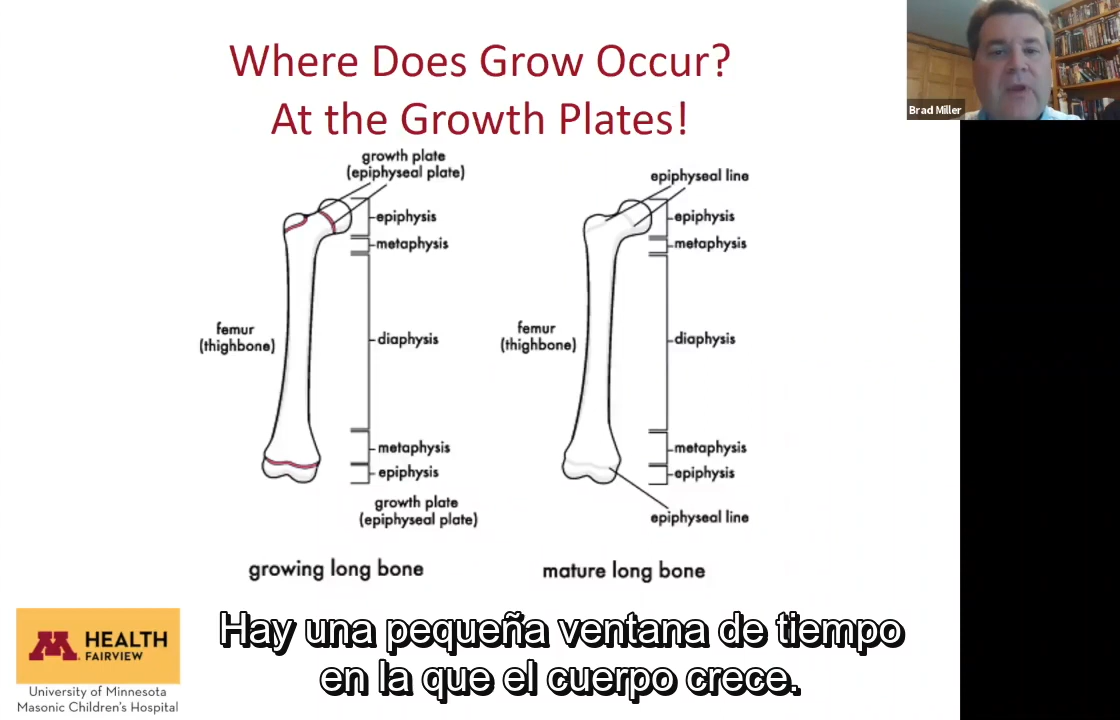 Where Does Grow Occur?
At the Growth Plates!
Brad Miller
growth plate
(epiphyseal plate)
epiphysis
metaphysis
femur
(thighbone)
diaphysis
metaphysis
epiphysis
growth plate
(epiphyseal plate)
growing long bone
epiphyseal line
epiphysis
metaphysis
femur
(thighbone)
diaphysis
metaphysis
epiphysis
epiphyseal line
mature long bone
M HEALTH
FAIRVIEW
University of Minnesota
Masonic Children's Hospital
Hay una pequeña ventana de tiempo
en la que el cuerpo crece.